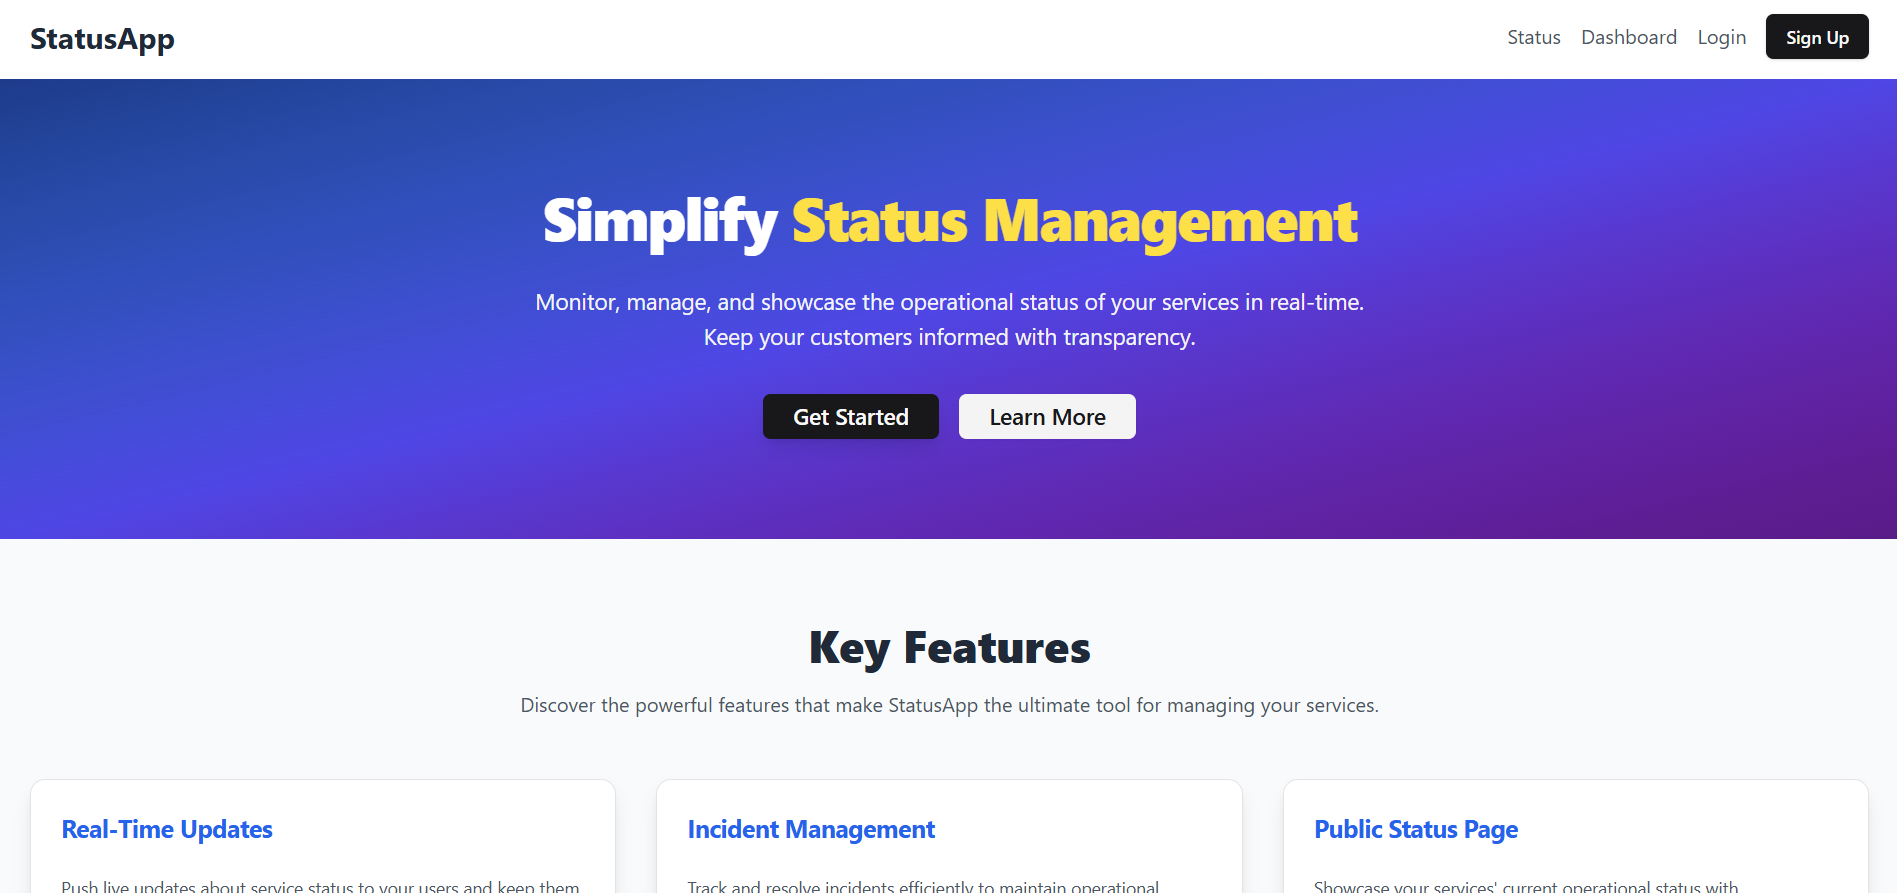 StatusApp
Status
Dashboard
Login
Sign Up
Simplify Status Management
Monitor, manage, and showcase the operational status of your services in real-time.
Keep your customers informed with transparency.
Get Started
Learn More
Key Features
Discover the powerful features that make StatusApp the ultimate tool for managing your services.
Real-Time Updates
Push live updates about service status to your users and keep them
Incident Management
Track and resolve incidents efficiently to maintain operational
Public Status Page
Showcase your services' current operational status with